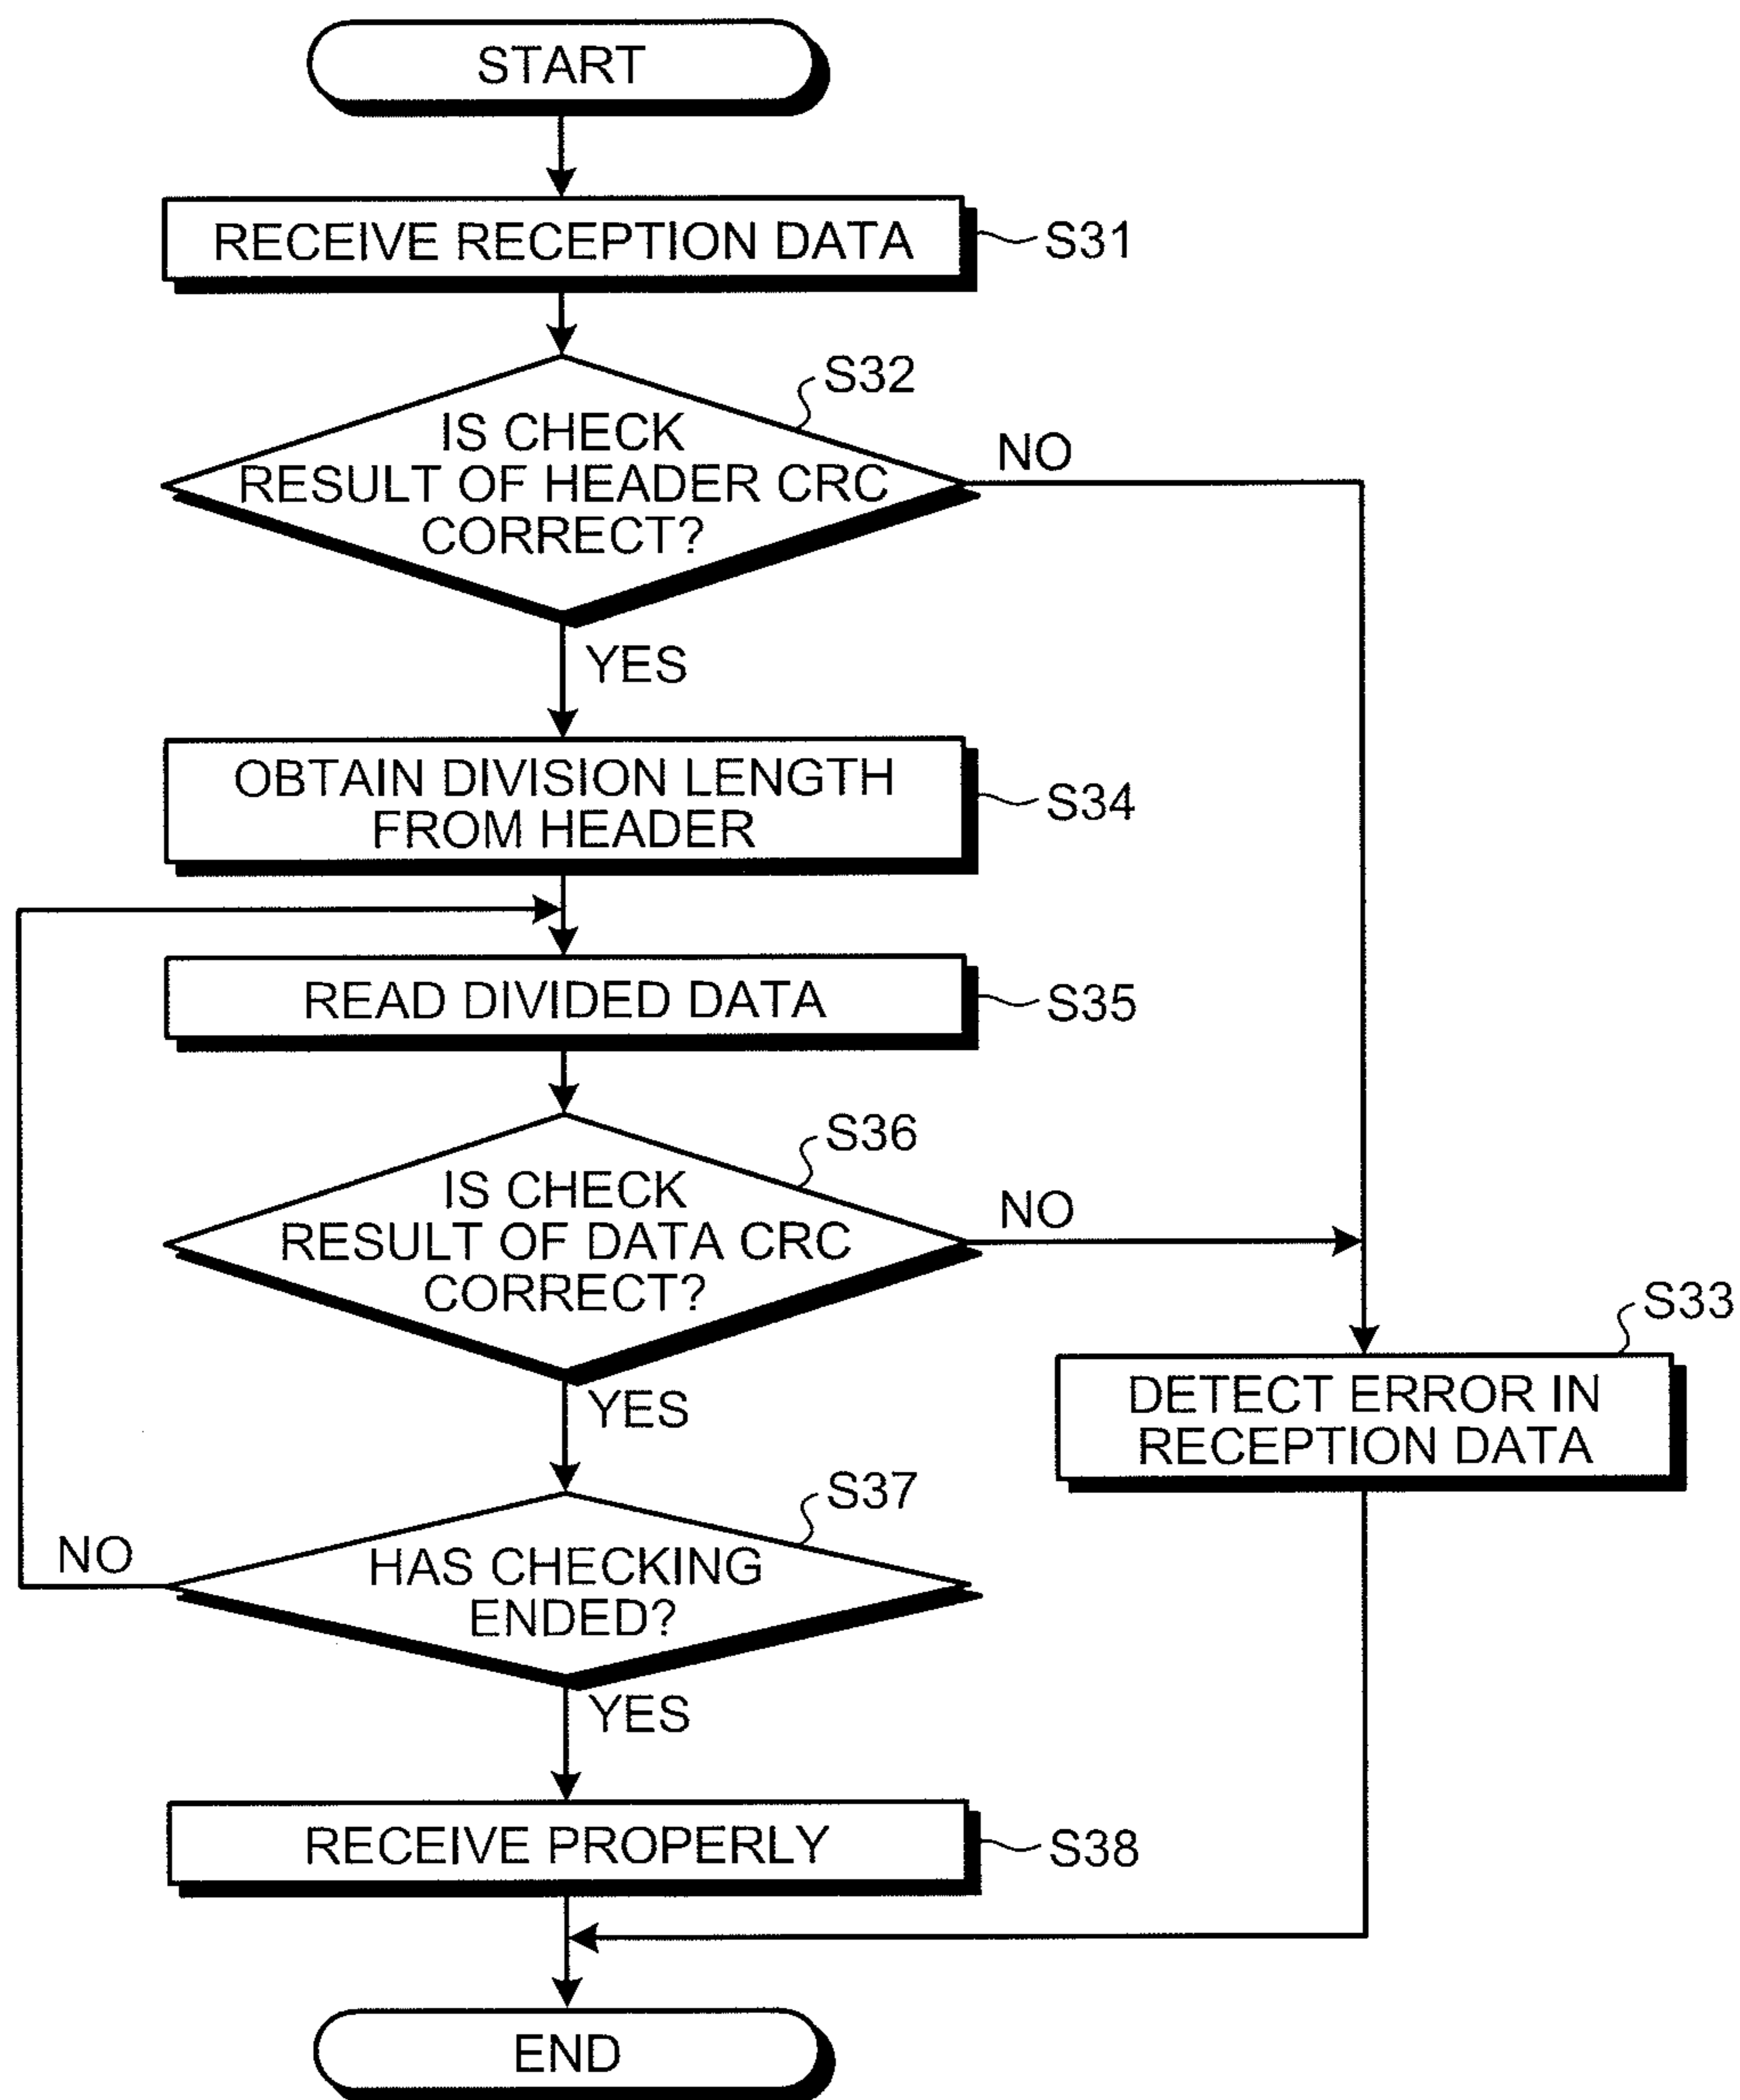 START
RECEIVE RECEPTION DATA
S31
S32
IS CHECK
RESULT OF HEADER CRC
CORRECT?
NO
YES
OBTAIN DIVISION LENGTH
FROM HEADER
S34
READ DIVIDED DATA
S35
S36
IS CHECK
RESULT OF DATA CRC
CORRECT?
NO
YES
S33
DETECT ERROR IN
RECEPTION DATA
S37
HAS CHECKING
ENDED?
NO
YES
RECEIVE PROPERLY
S38
END